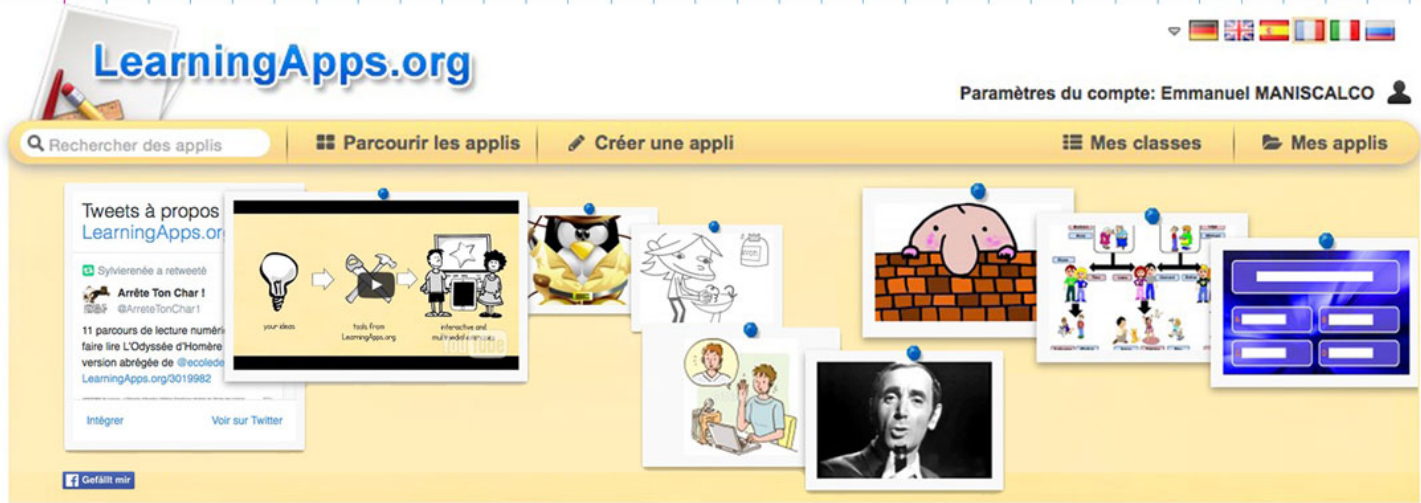 LearningApps.org
Paramètres du compte: Emmanuel MANISCALCO
Rechercher des applis
Parcourir les applis
Créer une appli
Mes classes
Mes applis
Tweets à propos
LearningApps.or
Sylvierenée a retweeté
Arrête Ton Char !
@ArreteTonChar1
11 parcours de lecture numéri
faire lire L'Odyssée d'Homère
version abrégée de @ecolede
LearningApps.org/3019982
Intégrer
Voir sur Twitter
your ideas
tools from
LearningApps.org
interactive and
YouTube
Gefällt mir